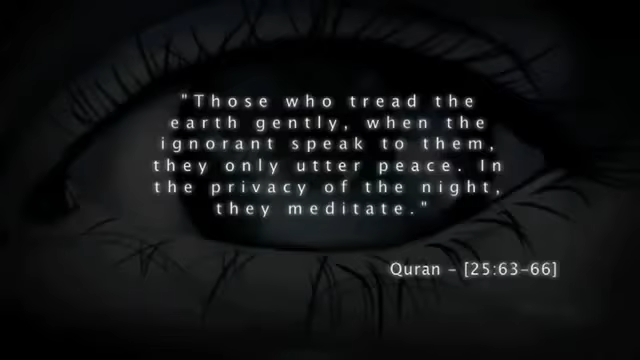 "Those who tread the
earth gently, when the
ignorant speak to them,
they only utter peace. In
the privacy of the night,
they meditate."
Quran – [25:63–66]